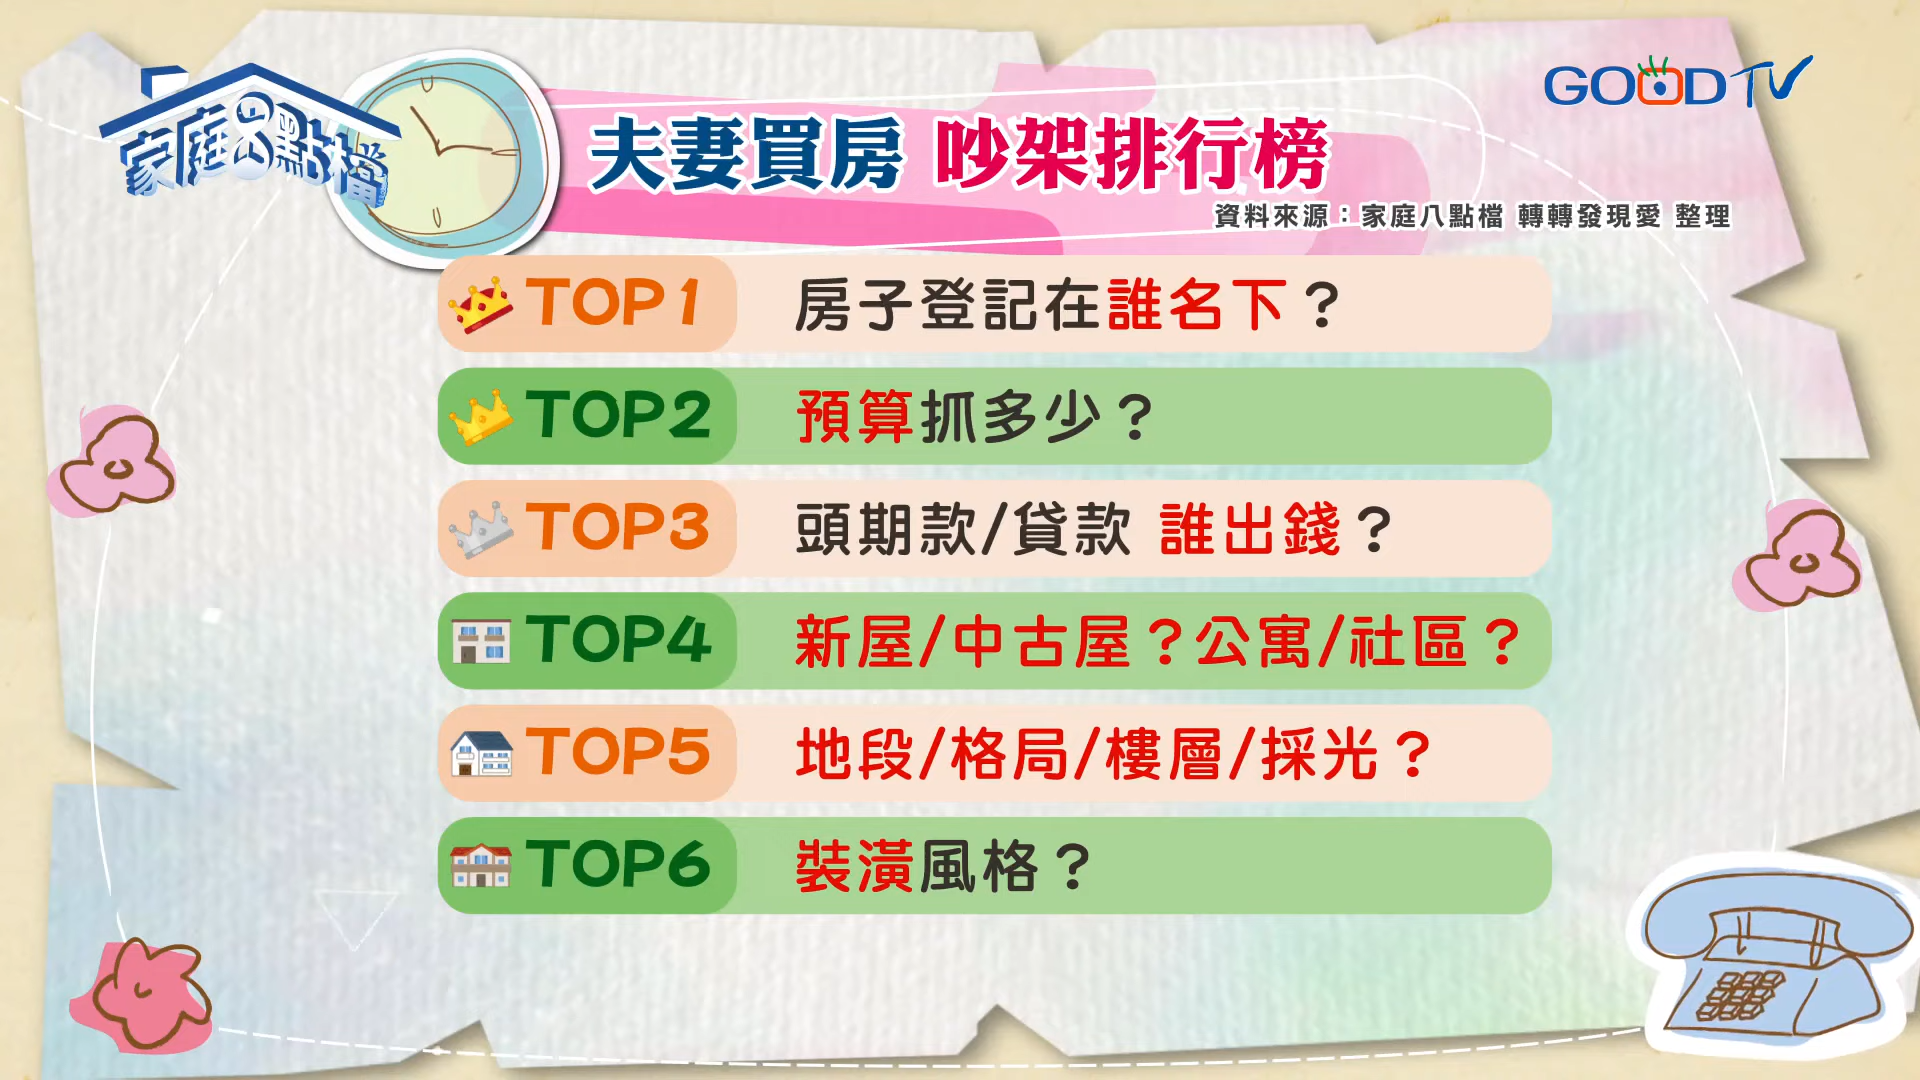 家庭8點檔
GOODTV
夫妻買房 吵架排行榜
資料來源：家庭八點檔 轉轉發現愛 整理
TOP1 房子登記在誰名下？
TOP2 預算抓多少？
TOP3 頭期款/貸款 誰出錢？
TOP4 新屋/中古屋？公寓/社區？
TOP5 地段/格局/樓層/採光？
TOP6 裝潢風格？